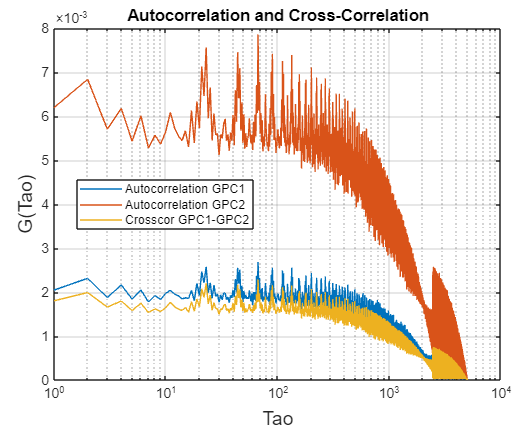 Autocorrelation and Cross-Correlation
×10⁻³
8
7
6
5
4
3
2
1
0
G(Tao)
Autocorrelation GPC1
Autocorrelation GPC2
Crosscor GPC1-GPC2
10⁰ 10¹ 10² 10³ 10⁴
Tao